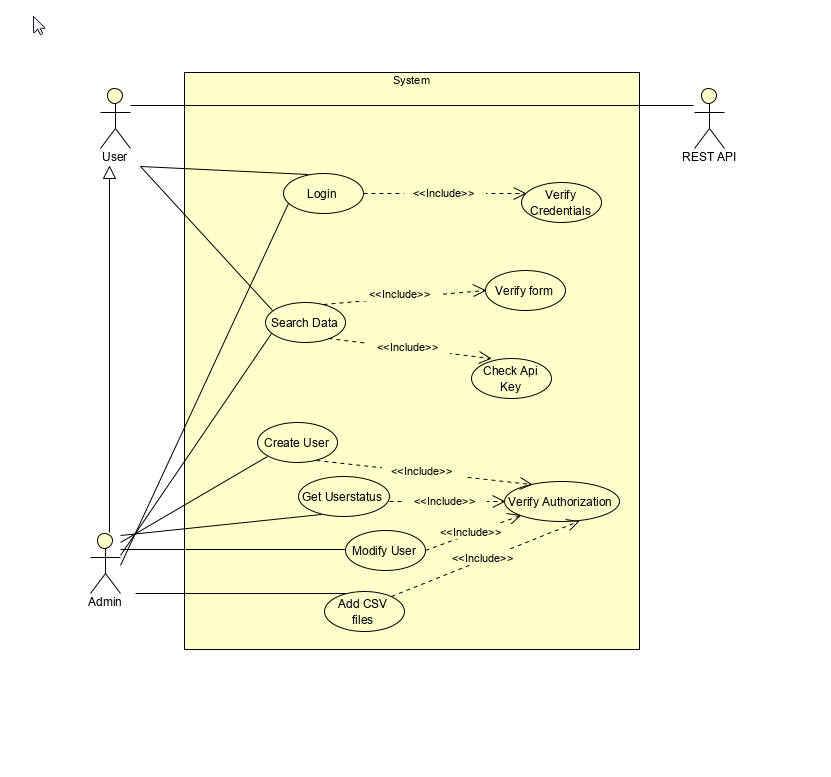 System
User
REST API
Login
<<Include>>
Verify
Credentials
<<Include>>
Verify form
Search Data
<<Include>>
Check Api
Key
Create User
<<Include>>
Get Userstatus
<<Include>>
Verify Authorization
<<Include>>
Modify User
<<Include>>
Admin
Add CSV
files